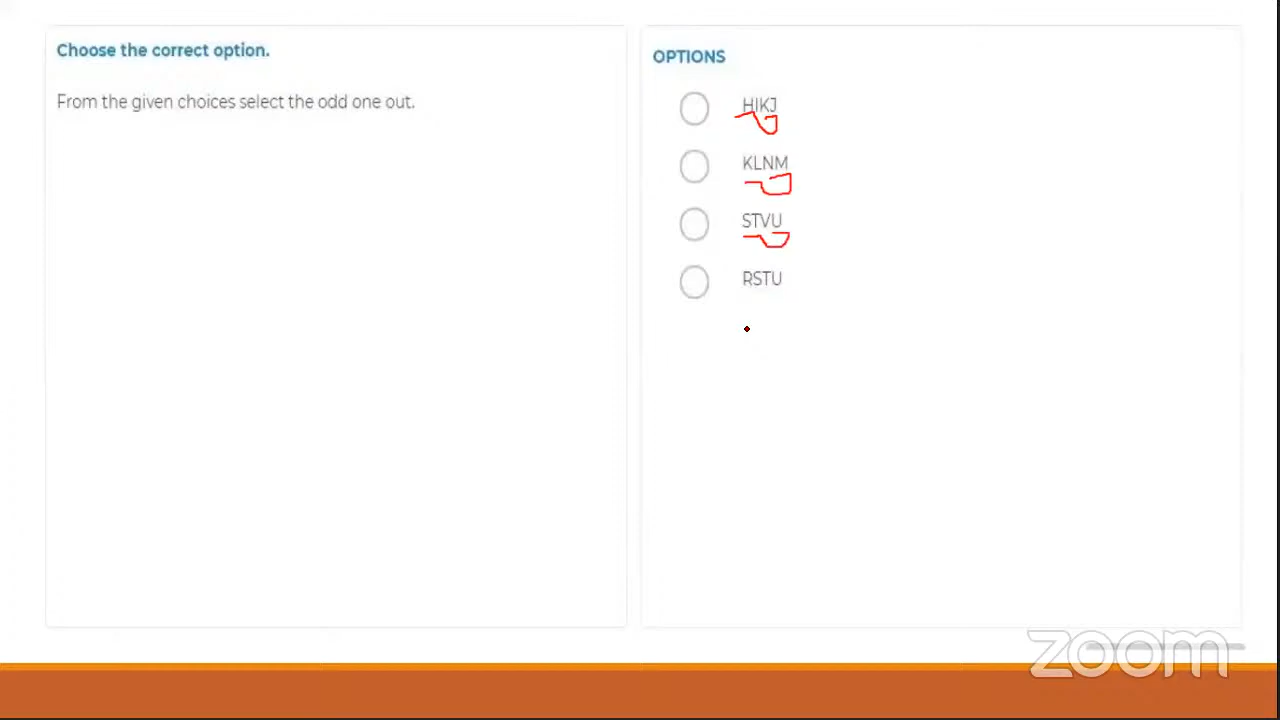 Choose the correct option.
From the given choices select the odd one out.
OPTIONS
HIKJ
KLNM
STVU
RSTU
zoom